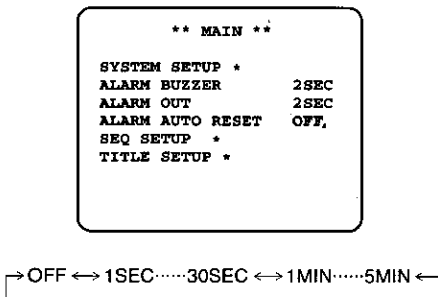 ** MAIN **
SYSTEM SETUP *
ALARM BUZZER 2SEC
ALARM OUT 2SEC
ALARM AUTO RESET OFF
SEQ SETUP *
TITLE SETUP *
→OFF ↔ 1SEC······30SEC ↔ 1MIN······5MIN ←